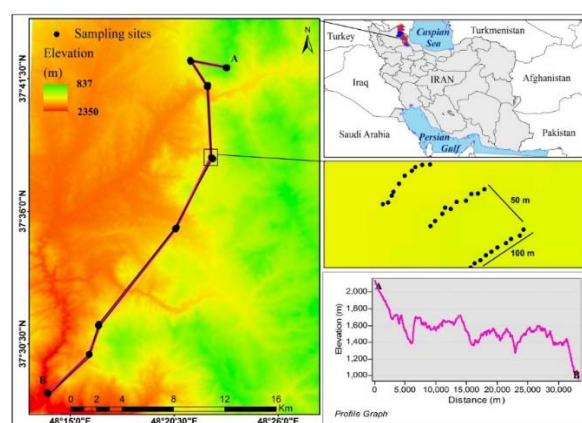 Sampling sites
Elevation
(m)
837
2350
N
A
B
37°41'30"N
37°36'0"N
37°30'30"N
48°15'0"E
48°20'30"E
48°26'0"E
0 2 4 8 12 16
Km
Turkey
Caspian
Sea
Turkmenistan
Iraq
IRAN
Afghanistan
Saudi Arabia
Persian
Gulf
Pakistan
50 m
100 m
Elevation (m)
2,000
1,800
1,600
1,400
1,200
1,000
A
B
0 5,000 10,000 15,000 20,000 25,000 30,000
Distance (m)
Profile Graph